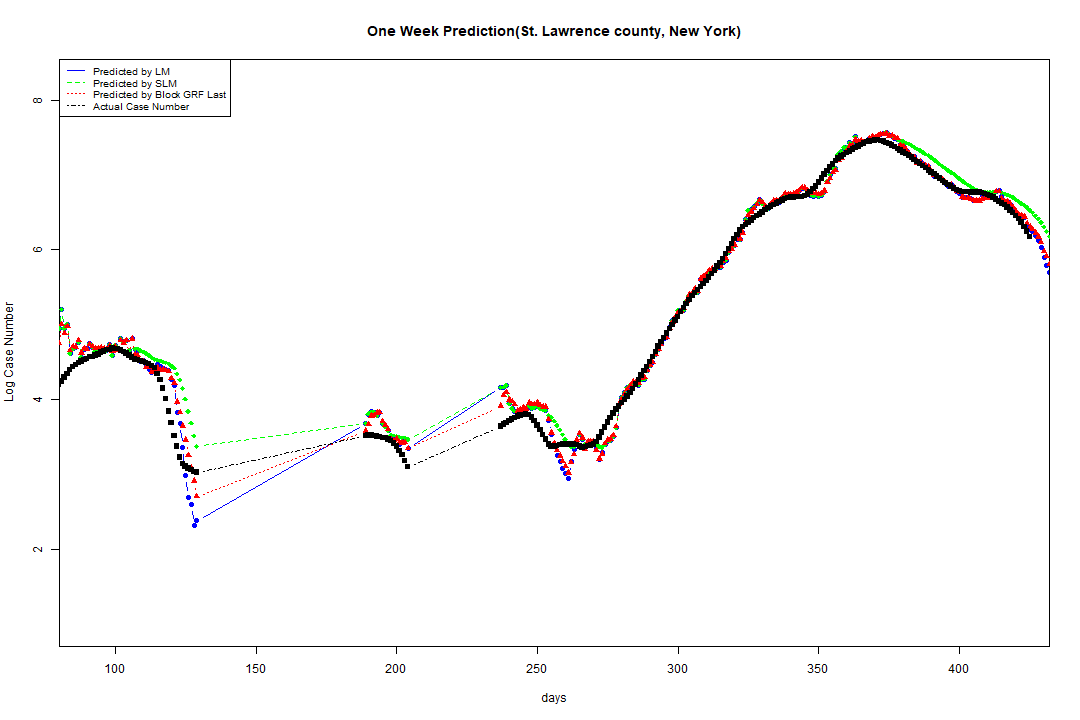 One Week Prediction(St. Lawrence county, New York)
Predicted by LM
Predicted by SLM
Predicted by Block GRF Last
Actual Case Number
Log Case Number
8
6
4
2
100 150 200 250 300 350 400
days